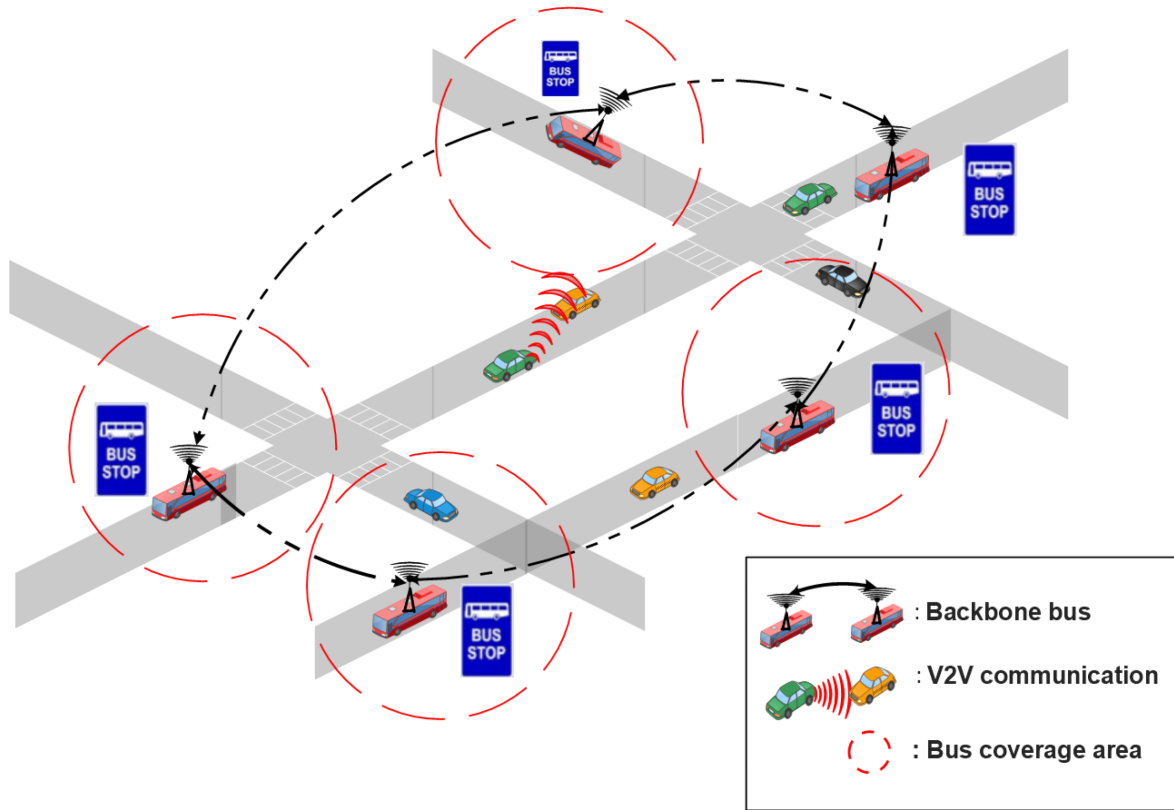 BUS
STOP
BUS
STOP
BUS
STOP
BUS
STOP
BUS
STOP
: Backbone bus
: V2V communication
: Bus coverage area